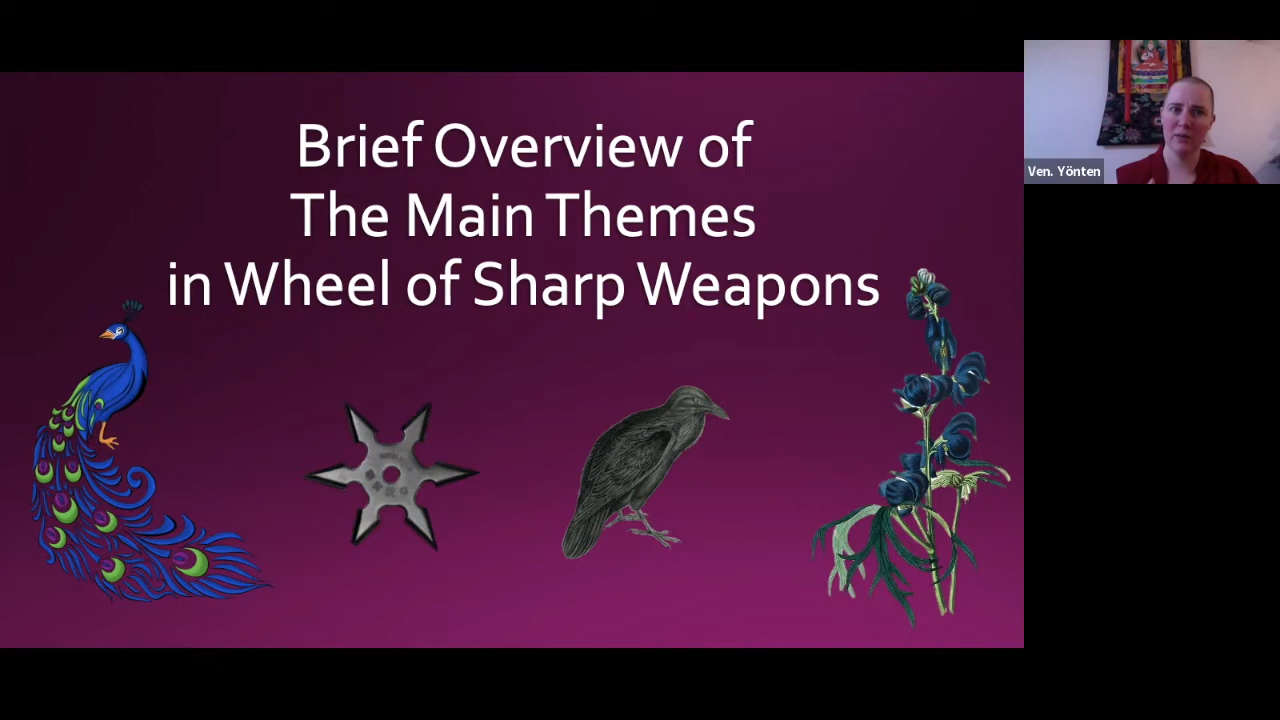 Brief Overview of
The Main Themes
in Wheel of Sharp Weapons
Ven. Yönten